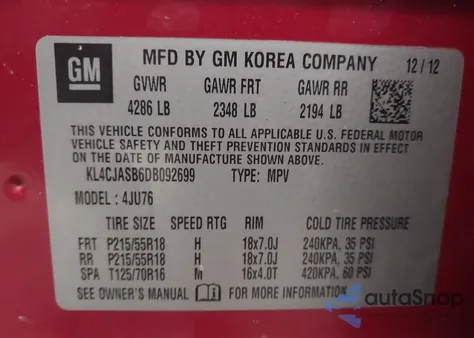 GM
MFD BY GM KOREA COMPANY 12/12
GVWR GAWR FRT GAWR RR
4286 LB 2348 LB 2194 LB
THIS VEHICLE CONFORMS TO ALL APPLICABLE U.S. FEDERAL MOTOR
VEHICLE SAFETY AND THEFT PREVENTION STANDARDS IN EFFECT
ON THE DATE OF MANUFACTURE SHOWN ABOVE.
KL4CJASB6DB092699 TYPE: MPV
MODEL : 4JU76
TIRE SIZE SPEED RTG RIM COLD TIRE PRESSURE
FRT P215/55R18 H 18x7.0J 240KPA, 35 PSI
RR P215/55R18 H 18x7.0J 240KPA, 35 PSI
SPA T125/70R16 M 16x4.0T 420KPA, 60 PSI
SEE OWNER'S MANUAL FOR MORE INFORMATION
autoSnap